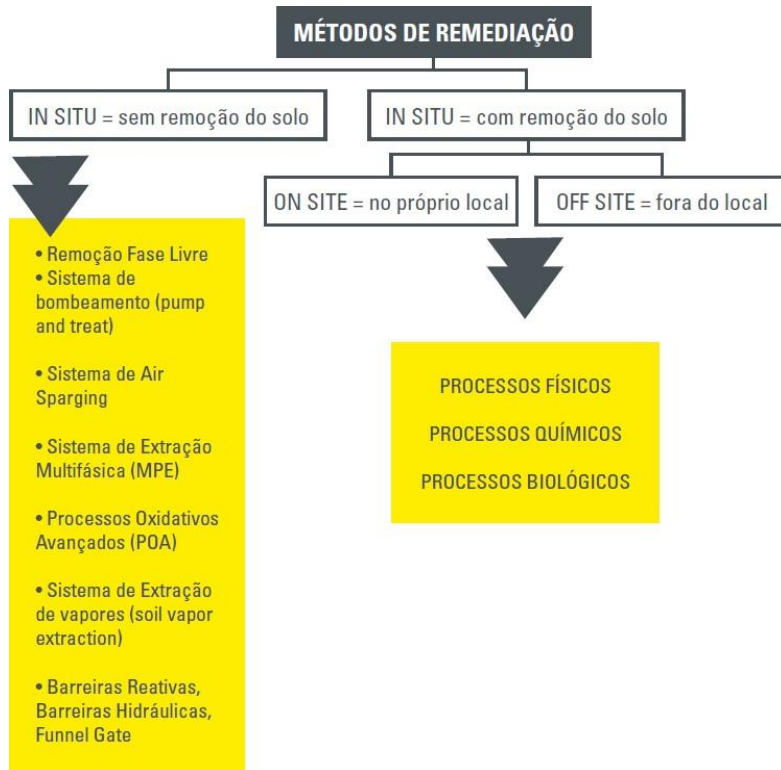 MÉTODOS DE REMEDIAÇÃO
IN SITU = sem remoção do solo
IN SITU = com remoção do solo
ON SITE = no próprio local
OFF SITE = fora do local
• Remoção Fase Livre
• Sistema de
bombeamento (pump
and treat)
• Sistema de Air
Sparging
• Sistema de Extração
Multifásica (MPE)
• Processos Oxidativos
Avançados (POA)
• Sistema de Extração
de vapores (soil vapor
extraction)
• Barreiras Reativas,
Barreiras Hidráulicas,
Funnel Gate
PROCESSOS FÍSICOS
PROCESSOS QUÍMICOS
PROCESSOS BIOLÓGICOS